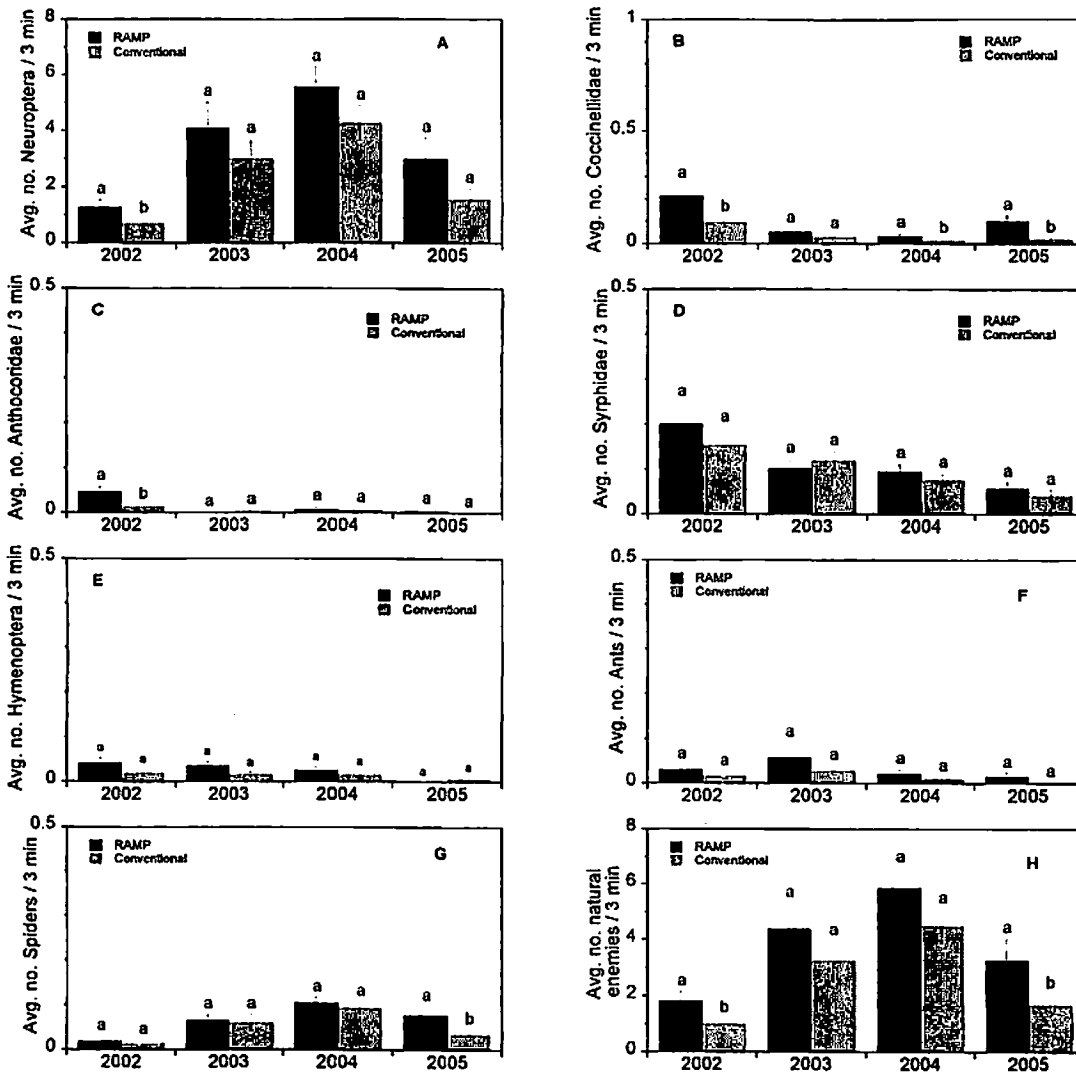 Avg. no. Neuroptera / 3 min
8
6
4
2
0
RAMP
Conventional
A
a
b
a
a
a
a
a
a
2002
2003
2004
2005
Avg. no. Coccinellidae / 3 min
1
0.5
0
B
RAMP
Conventional
a
b
a
a
a
b
a
b
2002
2003
2004
2005
Avg. no. Anthocoridae / 3 min
0.5
0
C
RAMP
Conventional
a
b
a
a
a
a
a
a
2002
2003
2004
2005
Avg. no. Syrphidae / 3 min
0.5
0
D
RAMP
Conventional
a
a
a
a
a
a
a
a
2002
2003
2004
2005
Avg. no. Hymenoptera / 3 min
0.5
0
E
RAMP
Conventional
a
a
a
a
a
a
a
a
2002
2003
2004
2005
Avg. no. Ants / 3 min
0.5
0
RAMP
Conventional
F
a
a
a
a
a
a
a
a
2002
2003
2004
2005
Avg. no. Spiders / 3 min
0.5
0
RAMP
Conventional
G
a
a
a
a
a
a
a
b
2002
2003
2004
2005
Avg. no. natural
enemies / 3 min
8
6
4
2
0
RAMP
Conventional
H
a
b
a
a
a
a
a
b
2002
2003
2004
2005